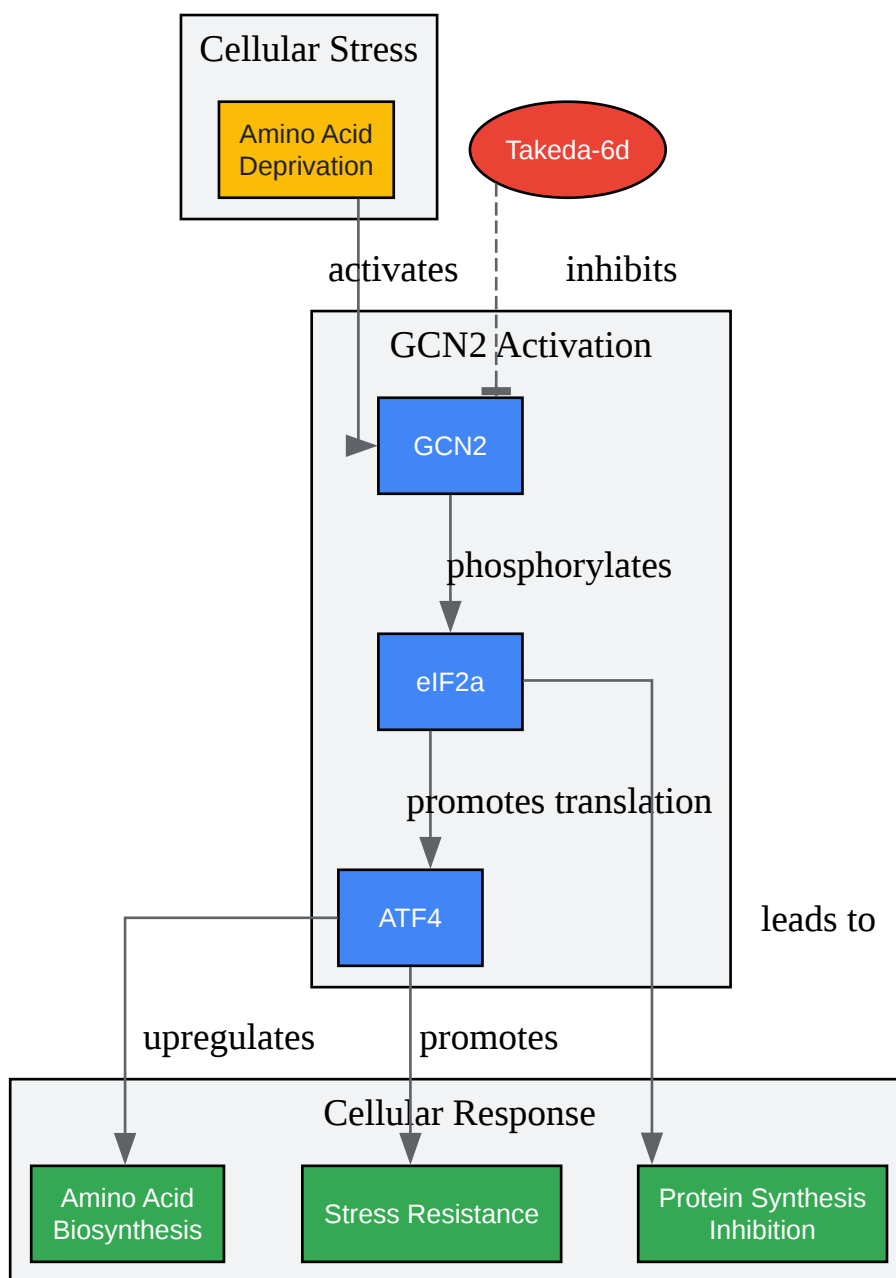 Cellular Stress
Amino Acid
Deprivation
Takeda-6d
activates
inhibits
GCN2 Activation
GCN2
phosphorylates
eIF2a
promotes translation
ATF4
leads to
upregulates
promotes
Cellular Response
Amino Acid
Biosynthesis
Stress Resistance
Protein Synthesis
Inhibition